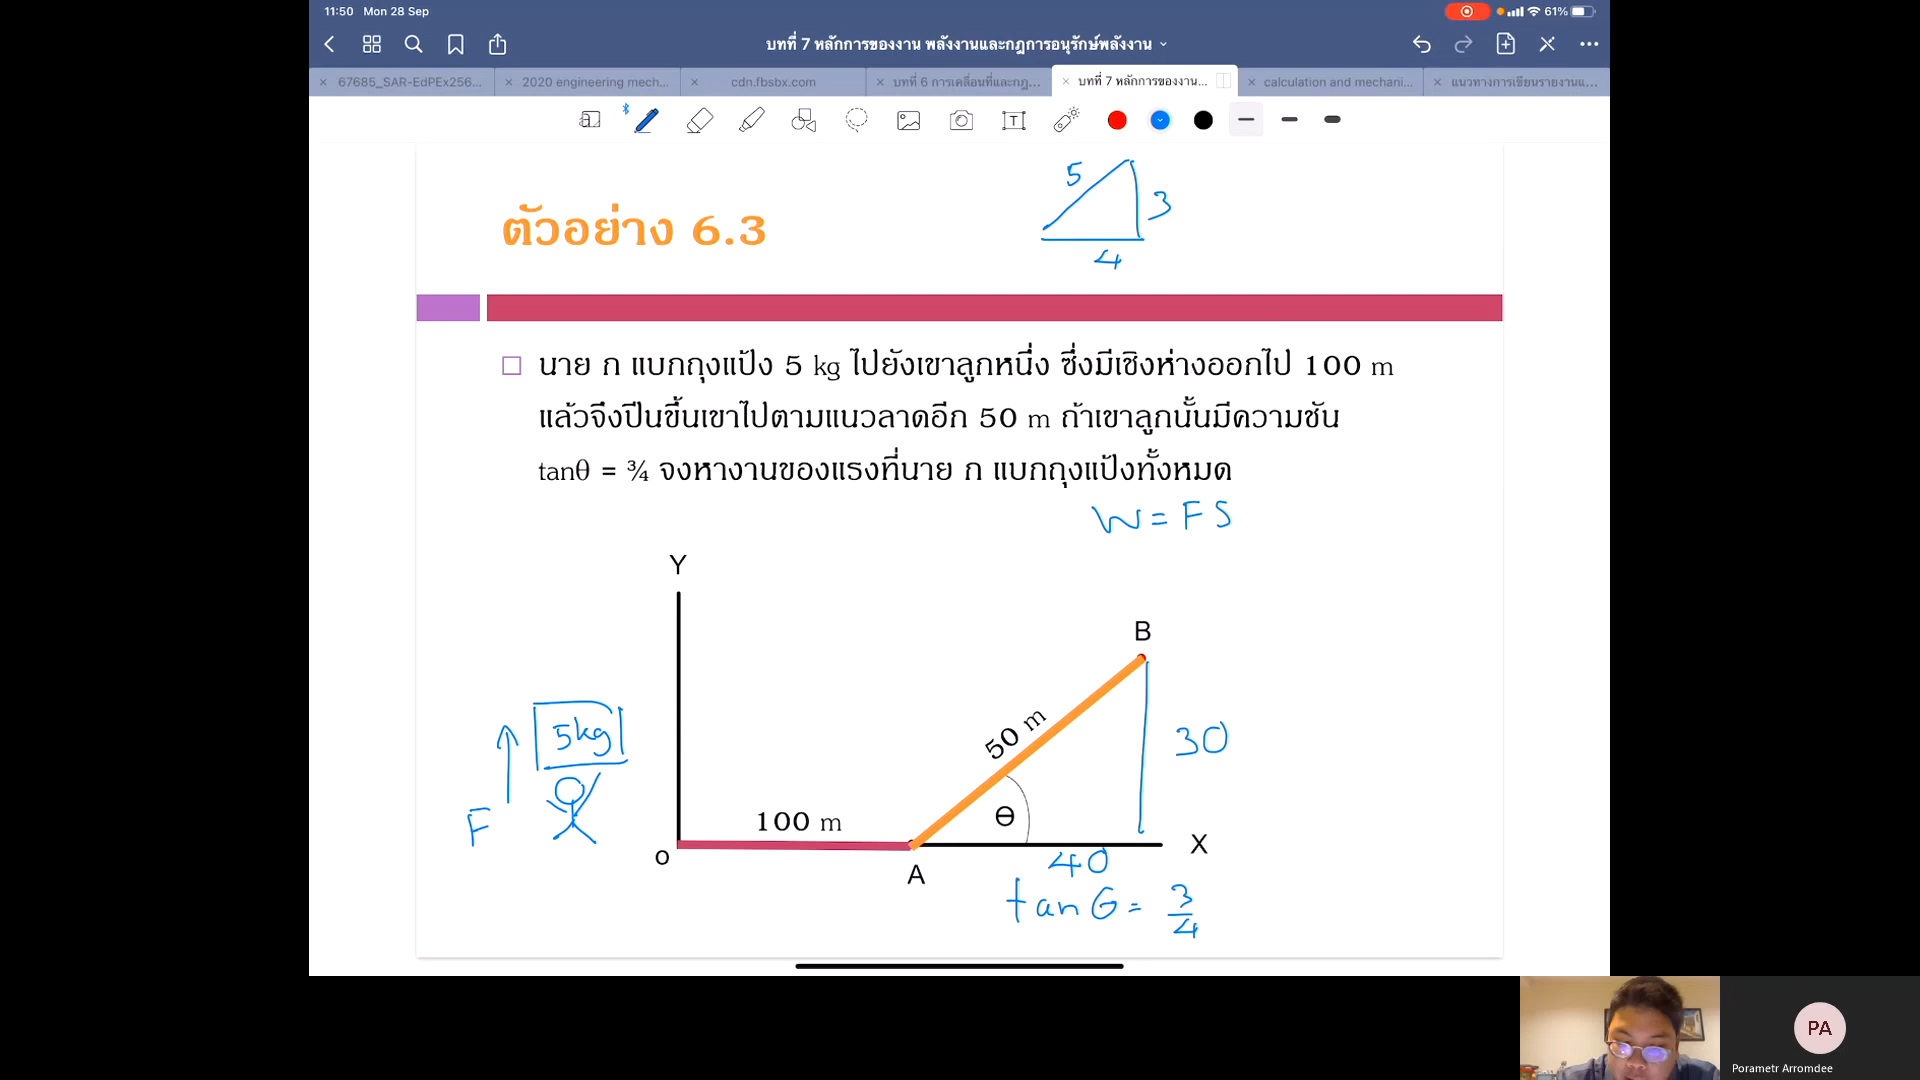 11:50 Mon 28 Sep
61%
บทที่ 7 หลักการของงาน พลังงานและกฎการอนุรักษ์พลังงาน
67685_SAR-EdPEx256...
2020 engineering mech...
cdn.fbsbx.com
บทที่ 6 การเคลื่อนที่และกฎ...
บทที่ 7 หลักการของงาน...
calculation and mechani...
แนวทางการเขียนรายงานแ...
T
5
3
4
ตัวอย่าง 6.3
นาย ก แบกถุงแป้ง 5 kg ไปยังเขาลูกหนึ่ง ซึ่งมีเชิงห่างออกไป 100 m
แล้วจึงปีนขึ้นเขาไปตามแนวลาดอีก 50 m ถ้าเขาลูกนั้นมีความชัน
tanθ = ¾ จงหางานของแรงที่นาย ก แบกถุงแป้งทั้งหมด
W = F S
Y
B
50 m
5kg
30
F
100 m
Θ
o
A
X
40
tan θ = 3/4
PA
Porametr Arromdee